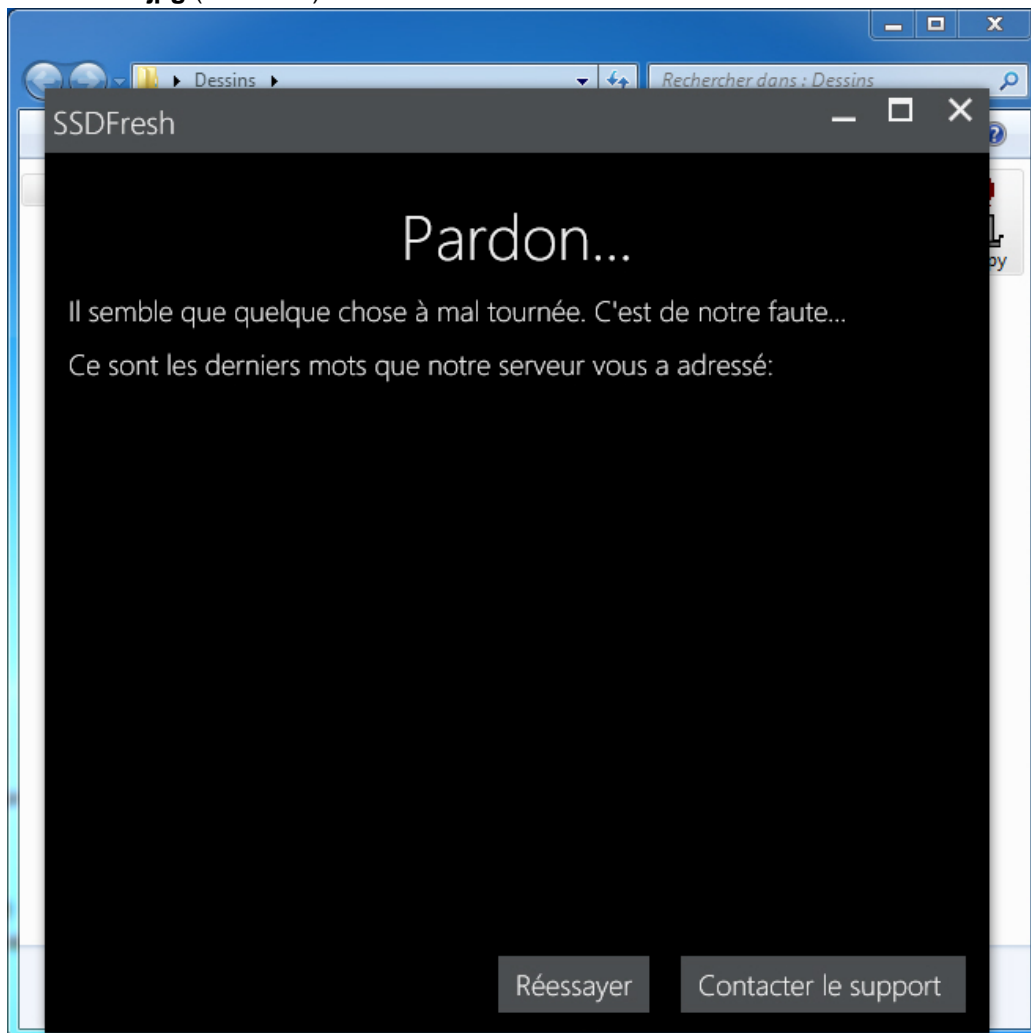 jpg
Dessins
Rechercher dans : Dessins
SSDFresh
Pardon...
Il semble que quelque chose à mal tournée. C'est de notre faute...
Ce sont les derniers mots que notre serveur vous a adressé:
Réessayer
Contacter le support